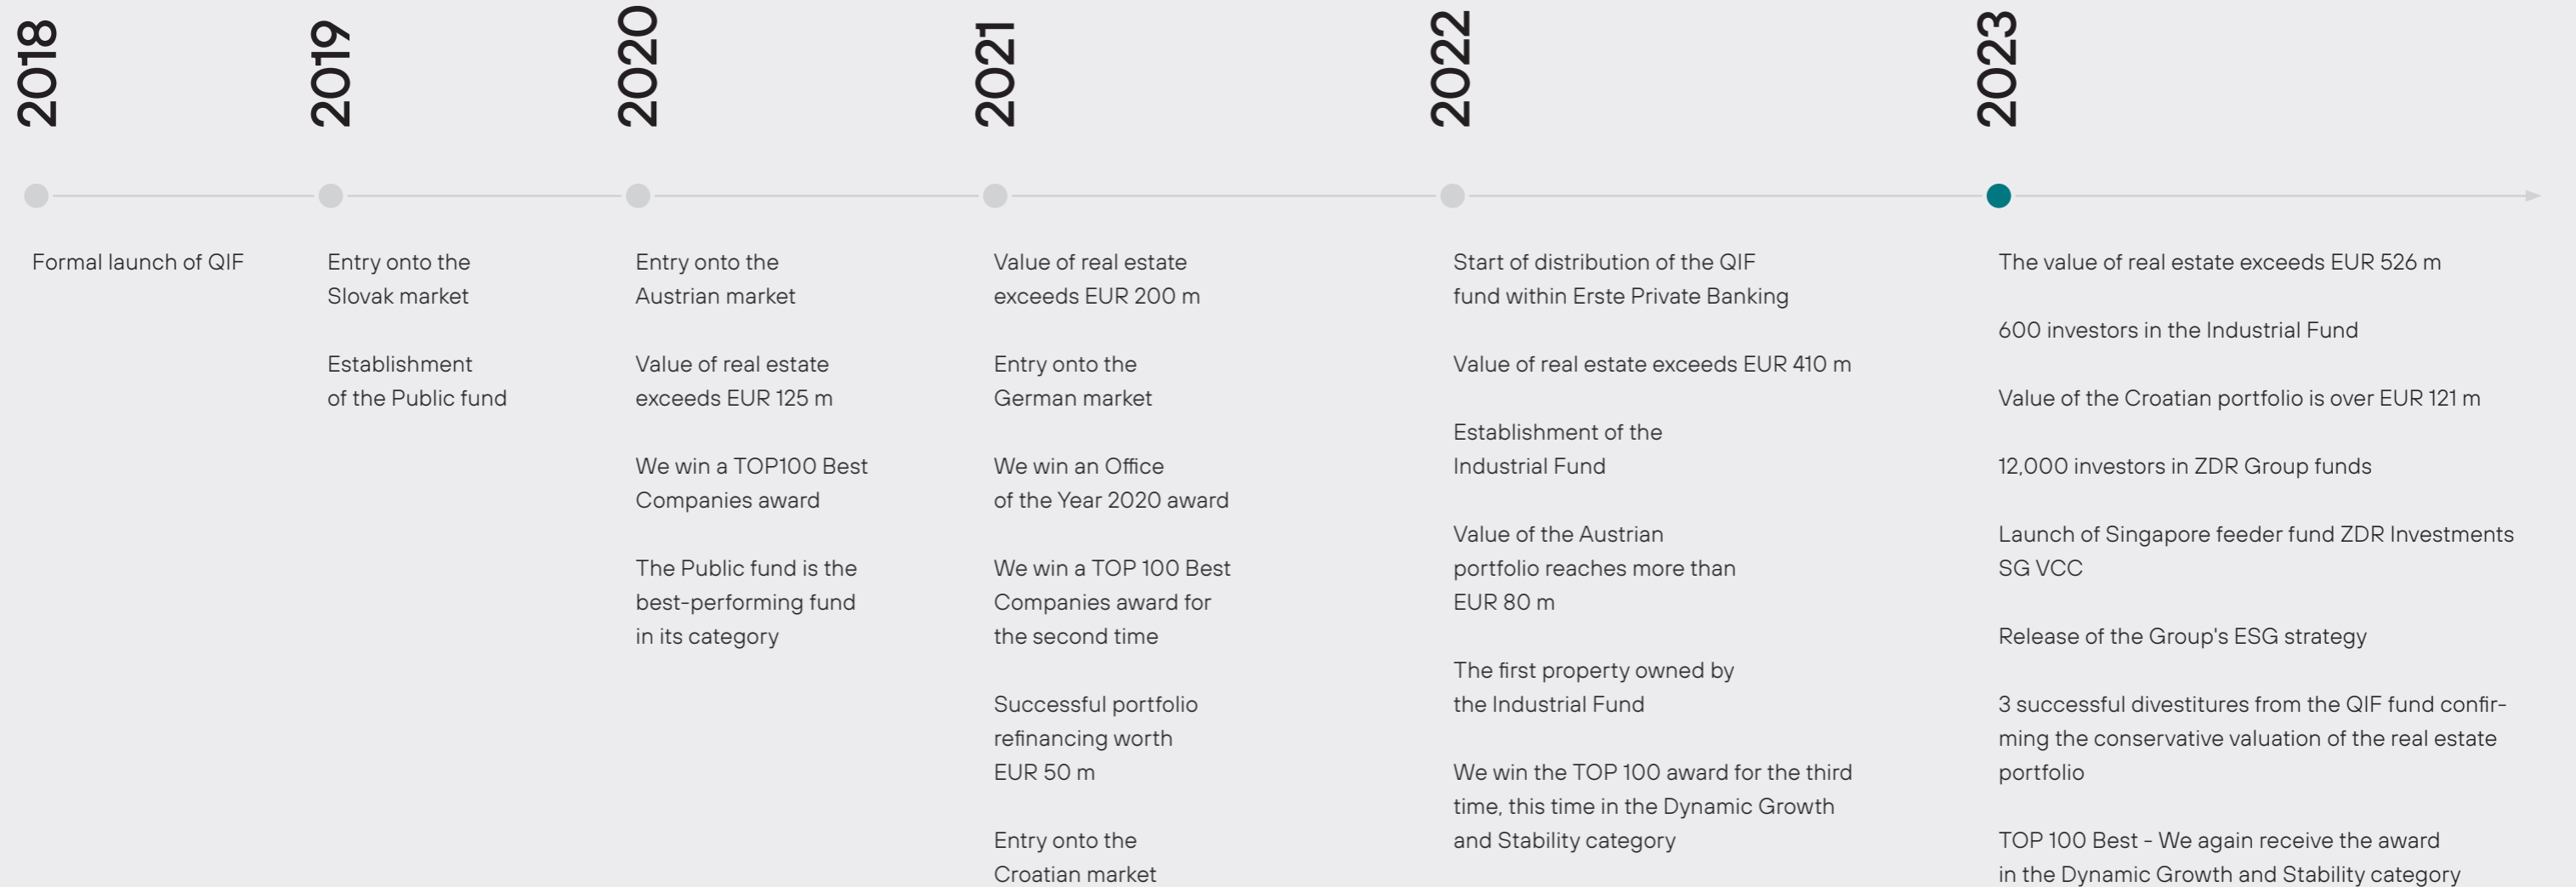 2018
2019
2020
2021
2022
2023
Formal launch of QIF
Entry onto the
Slovak market
Establishment
of the Public fund
Entry onto the
Austrian market
Value of real estate
exceeds EUR 125 m
We win a TOP100 Best
Companies award
The Public fund is the
best-performing fund
in its category
Value of real estate
exceeds EUR 200 m
Entry onto the
German market
We win an Office
of the Year 2020 award
We win a TOP 100 Best
Companies award for
the second time
Successful portfolio
refinancing worth
EUR 50 m
Entry onto the
Croatian market
Start of distribution of the QIF
fund within Erste Private Banking
Value of real estate exceeds EUR 410 m
Establishment of the
Industrial Fund
Value of the Austrian
portfolio reaches more than
EUR 80 m
The first property owned by
the Industrial Fund
We win the TOP 100 award for the third
time, this time in the Dynamic Growth
and Stability category
The value of real estate exceeds EUR 526 m
600 investors in the Industrial Fund
Value of the Croatian portfolio is over EUR 121 m
12,000 investors in ZDR Group funds
Launch of Singapore feeder fund ZDR Investments
SG VCC
Release of the Group's ESG strategy
3 successful divestitures from the QIF fund confir-
ming the conservative valuation of the real estate
portfolio
TOP 100 Best - We again receive the award
in the Dynamic Growth and Stability category